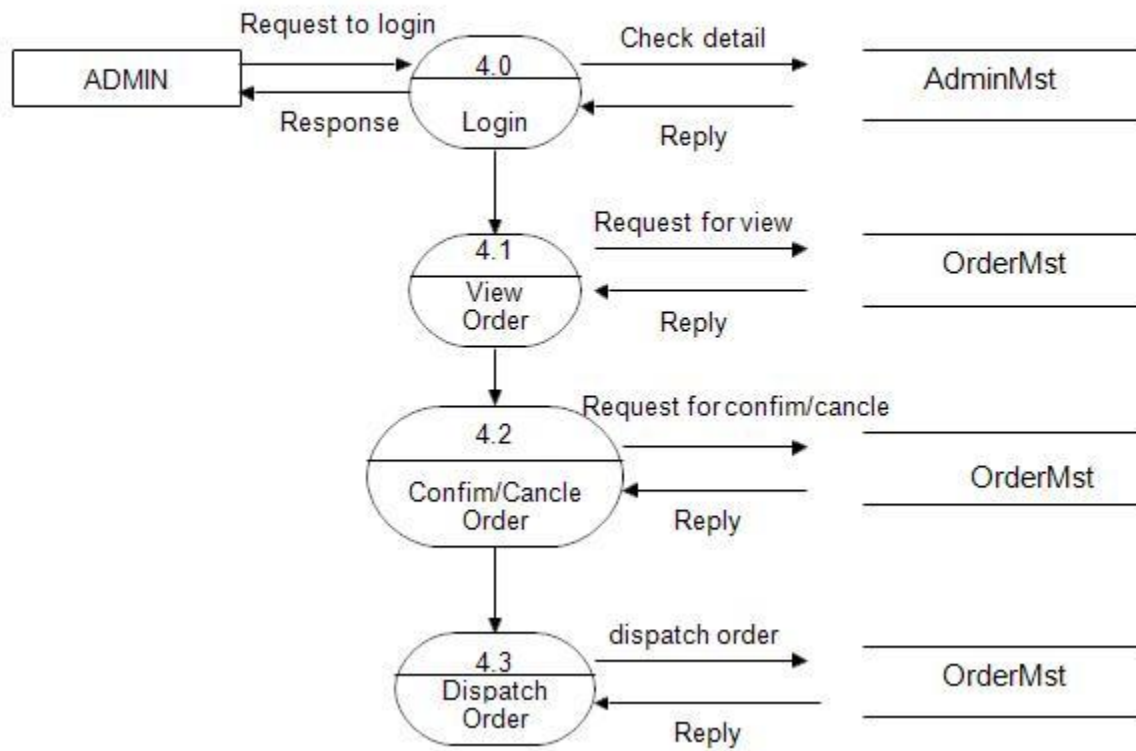 Request to login
ADMIN
Response
4.0
Login
Check detail
Reply
AdminMst
4.1
View
Order
Request for view
Reply
OrderMst
4.2
Confim/Cancle
Order
Request for confim/cancle
Reply
OrderMst
4.3
Dispatch
Order
dispatch order
Reply
OrderMst